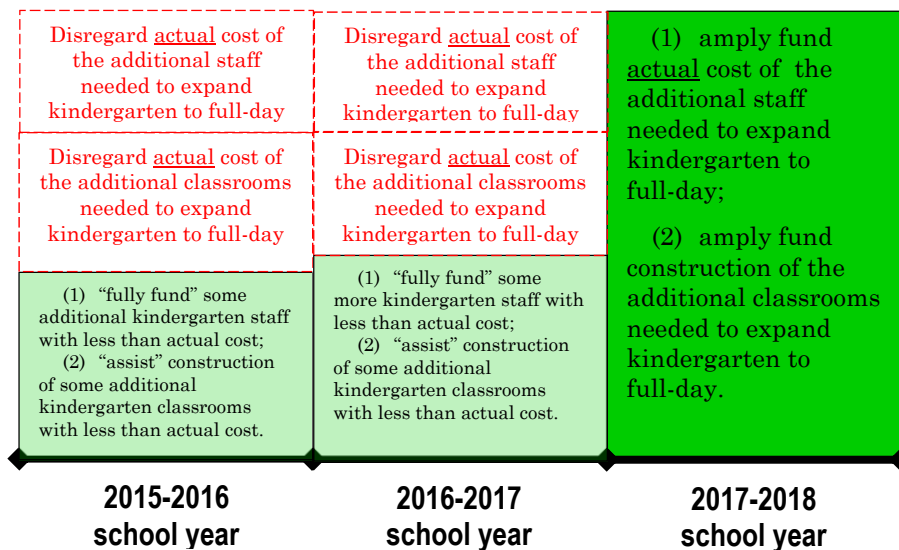 Disregard actual cost of
the additional staff
needed to expand
kindergarten to full-day
Disregard actual cost of
the additional classrooms
needed to expand
kindergarten to full-day
(1) “fully fund” some
additional kindergarten staff
with less than actual cost;
(2) “assist” construction
of some additional
kindergarten classrooms
with less than actual cost.
2015-2016
school year
Disregard actual cost of
the additional staff
needed to expand
kindergarten to full-day
Disregard actual cost of
the additional classrooms
needed to expand
kindergarten to full-day
(1) “fully fund” some
more kindergarten staff with
less than actual cost;
(2) “assist” construction
of some additional
kindergarten classrooms
with less than actual cost.
2016-2017
school year
(1) amply fund
actual cost of the
additional staff
needed to expand
kindergarten to
full-day;
(2) amply fund
construction of the
additional classrooms
needed to expand
kindergarten to
full-day.
2017-2018
school year